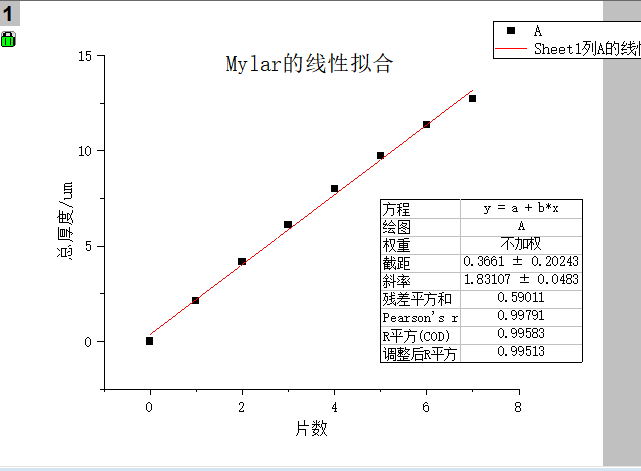 1
A
Sheet1列A的线
Mylar的线性拟合
15
10
5
0
总厚度/um
方程 y = a + b*x
绘图 A
权重 不加权
截距 0.3661 ± 0.20243
斜率 1.83107 ± 0.0483
残差平方和 0.59011
Pearson's r 0.99791
R平方(COD) 0.99583
调整后R平方 0.99513
0 2 4 6 8
片数